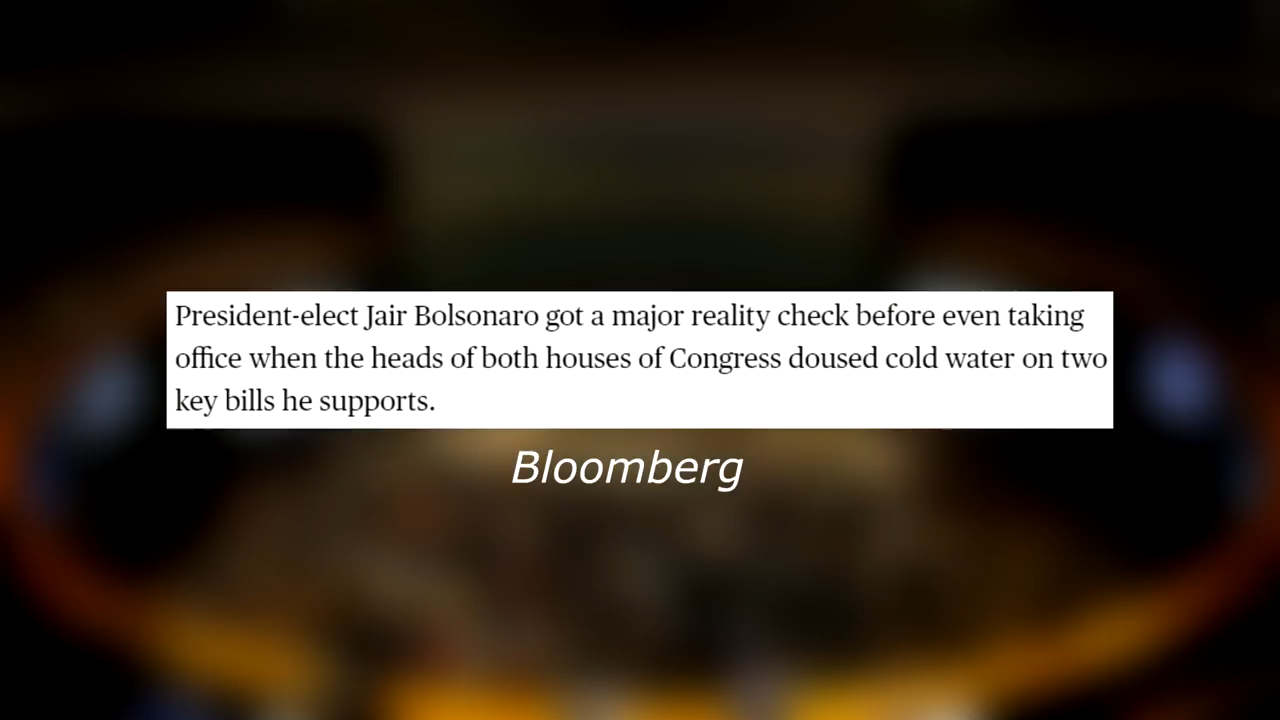 President-elect Jair Bolsonaro got a major reality check before even taking
office when the heads of both houses of Congress doused cold water on two
key bills he supports.
Bloomberg